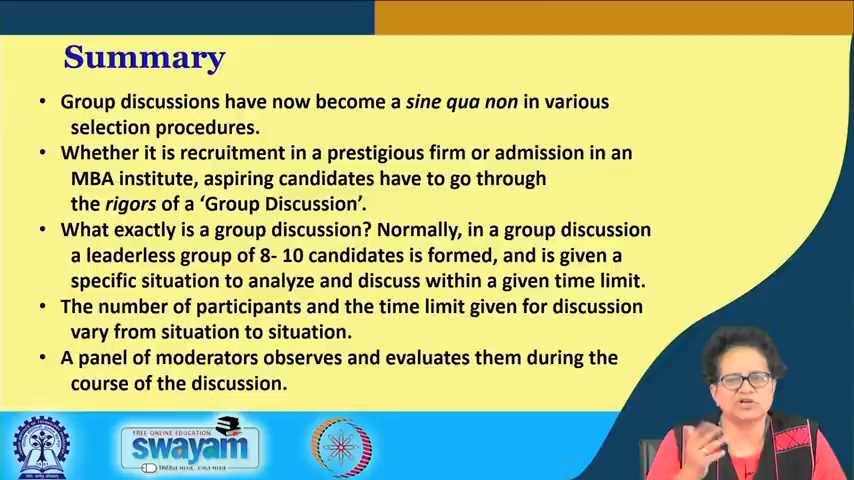 Summary
• Group discussions have now become a sine qua non in various
selection procedures.
• Whether it is recruitment in a prestigious firm or admission in an
MBA institute, aspiring candidates have to go through
the rigors of a ‘Group Discussion’.
• What exactly is a group discussion? Normally, in a group discussion
a leaderless group of 8- 10 candidates is formed, and is given a
specific situation to analyze and discuss within a given time limit.
• The number of participants and the time limit given for discussion
vary from situation to situation.
• A panel of moderators observes and evaluates them during the
course of the discussion.
FREE ONLINE EDUCATION
swayam